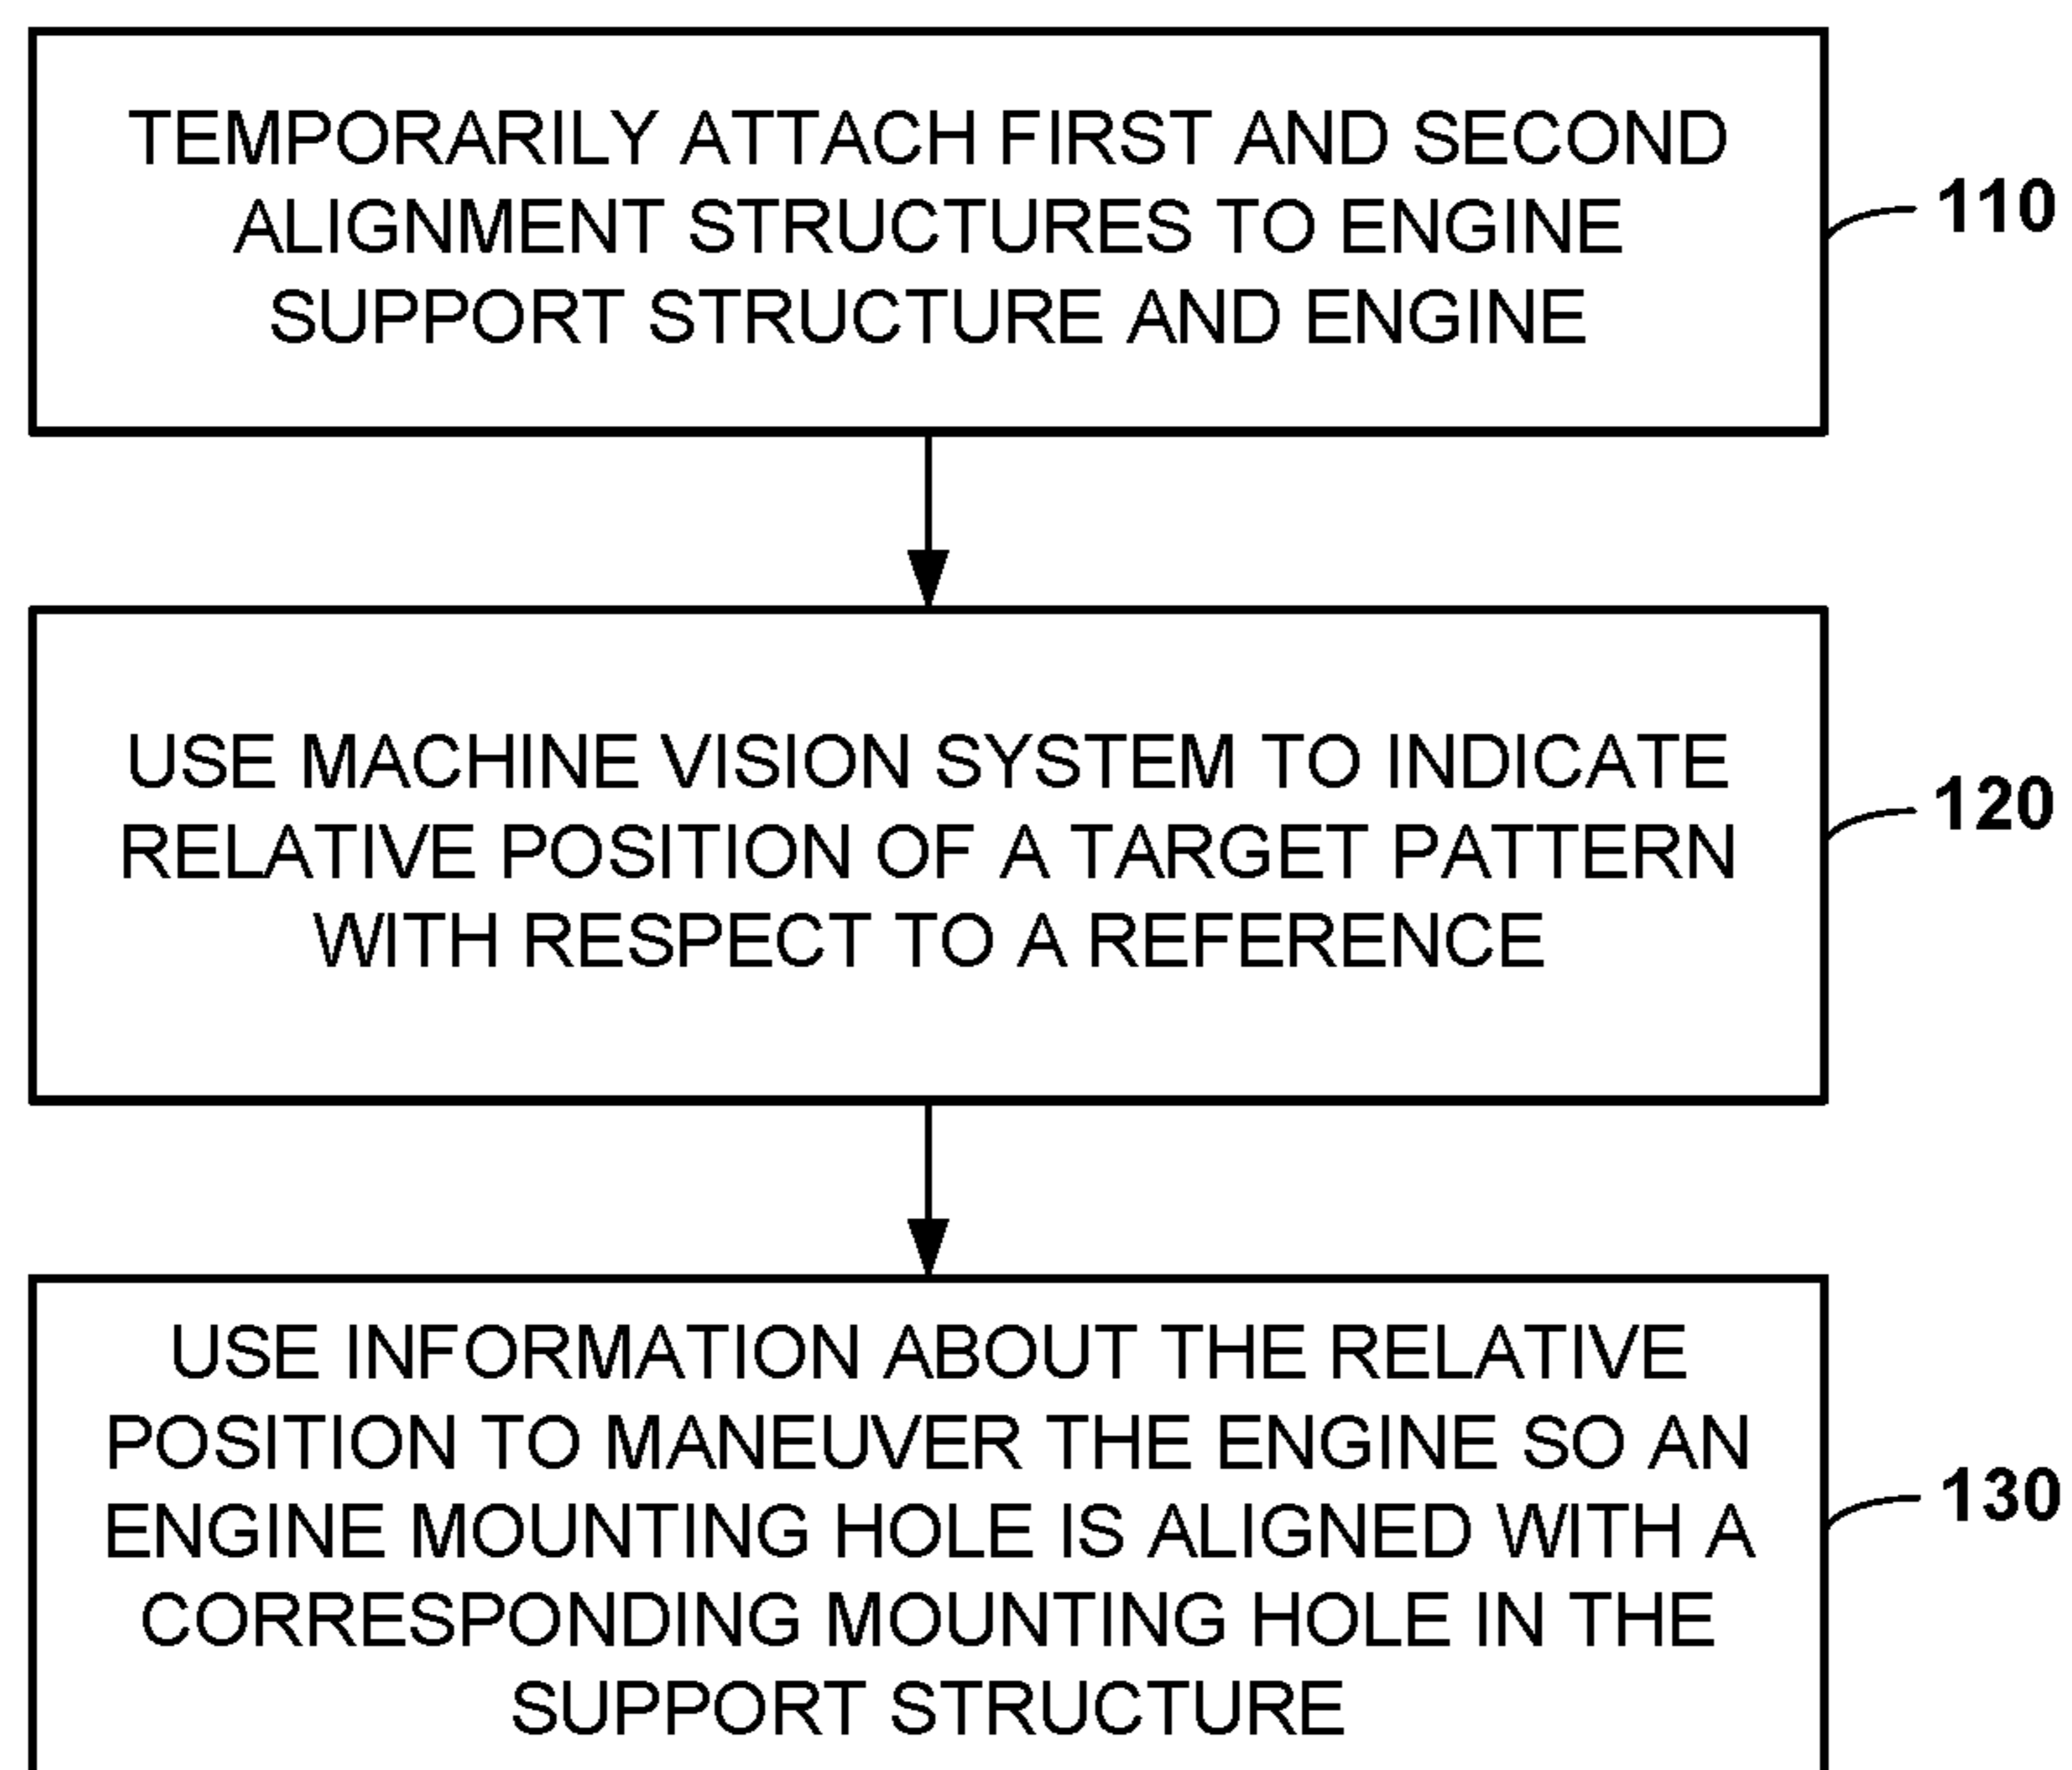 TEMPORARILY ATTACH FIRST AND SECOND
ALIGNMENT STRUCTURES TO ENGINE
SUPPORT STRUCTURE AND ENGINE
110
USE MACHINE VISION SYSTEM TO INDICATE
RELATIVE POSITION OF A TARGET PATTERN
WITH RESPECT TO A REFERENCE
120
USE INFORMATION ABOUT THE RELATIVE
POSITION TO MANEUVER THE ENGINE SO AN
ENGINE MOUNTING HOLE IS ALIGNED WITH A
CORRESPONDING MOUNTING HOLE IN THE
SUPPORT STRUCTURE
130